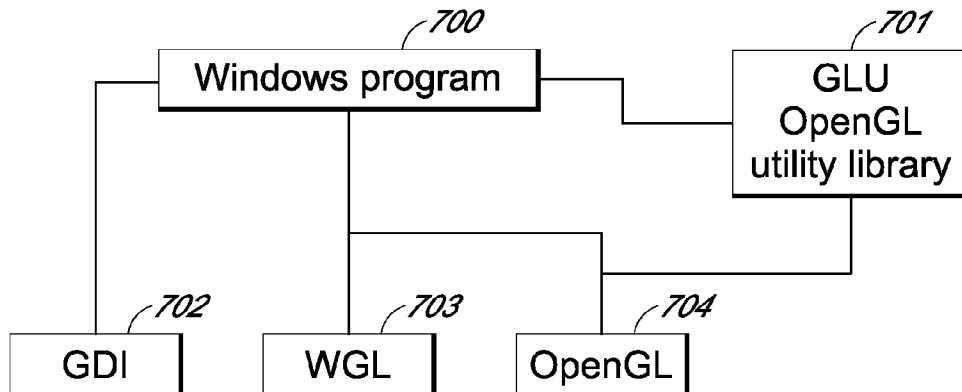 700
701
Windows program
GLU
OpenGL
utility library
702
703
704
GDI
WGL
OpenGL